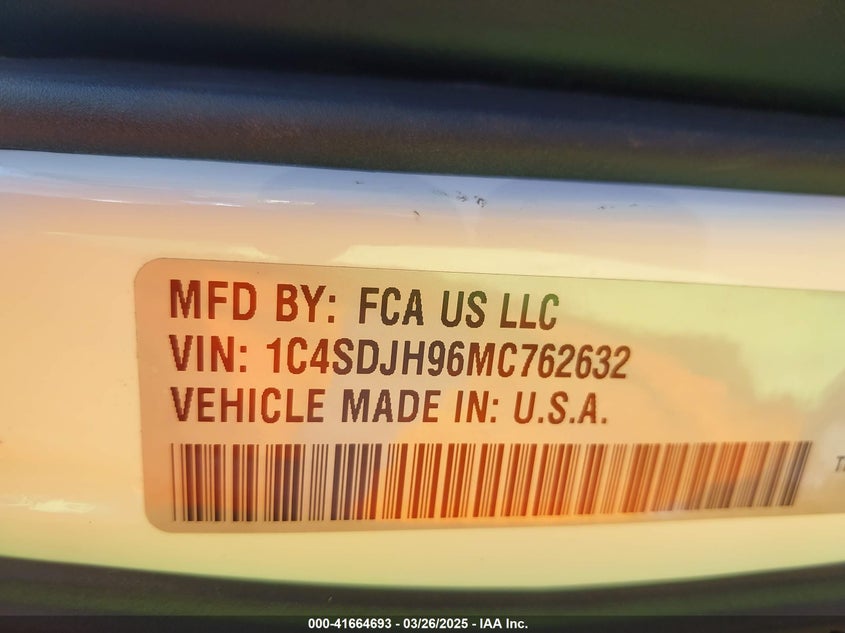 MFD BY: FCA US LLC
VIN: 1C4SDJH96MC762632
VEHICLE MADE IN: U.S.A.
000-41664693 - 03/26/2025 - IAA Inc.